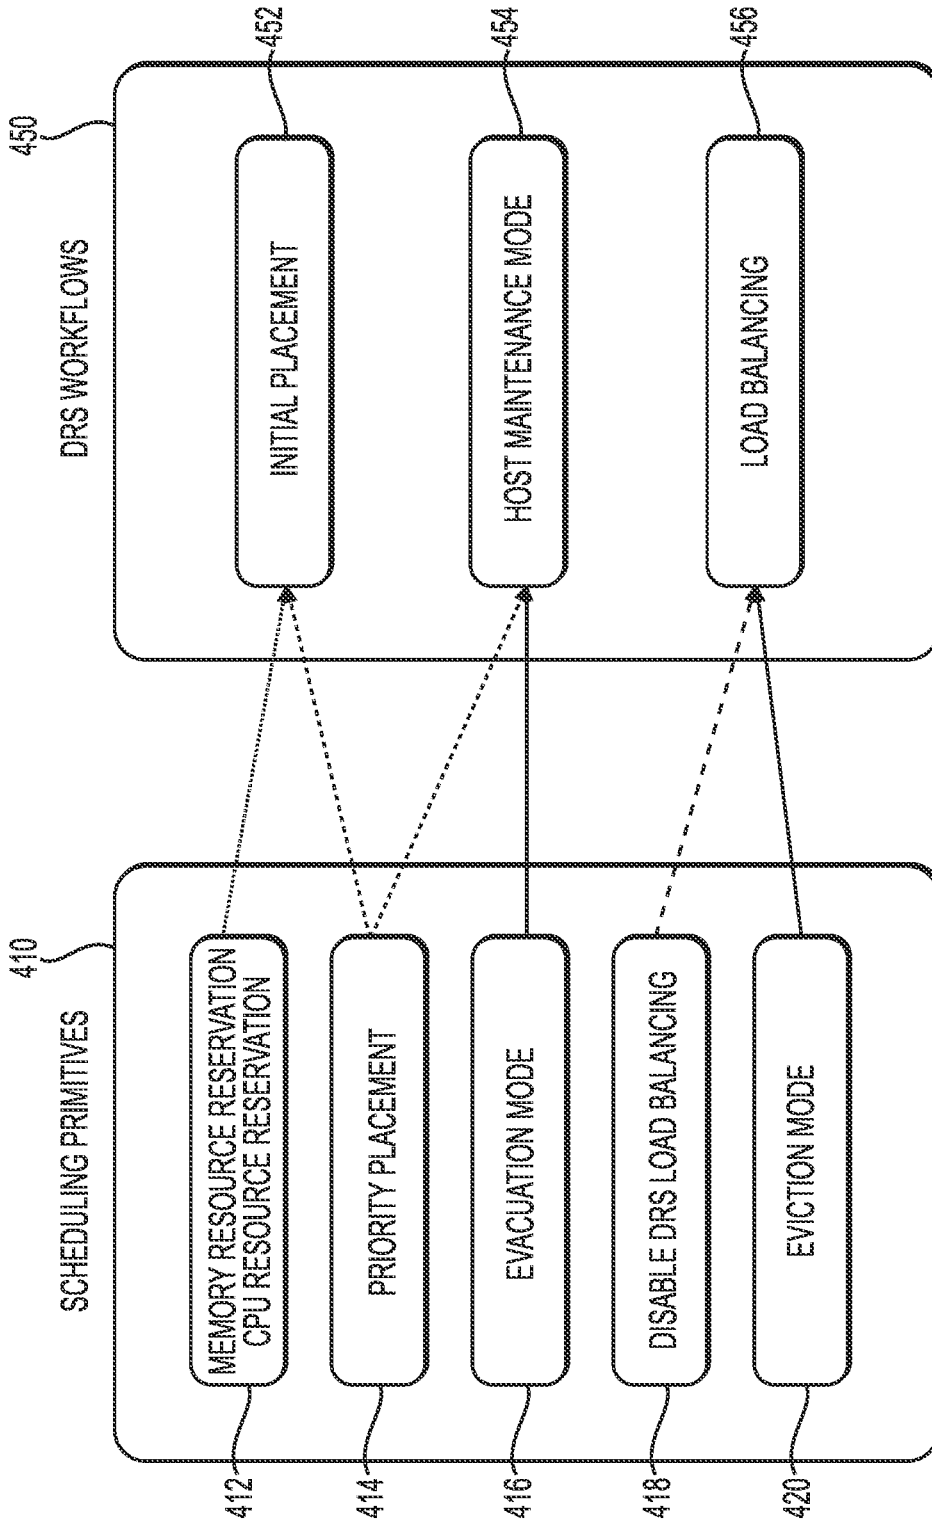 SCHEDULING PRIMITIVES
410
412
MEMORY RESOURCE RESERVATION
CPU RESOURCE RESERVATION
414
PRIORITY PLACEMENT
416
EVACUATION MODE
418
DISABLE DRS LOAD BALANCING
420
EVICTION MODE
DRS WORKFLOWS
450
INITIAL PLACEMENT
452
HOST MAINTENANCE MODE
454
LOAD BALANCING
456